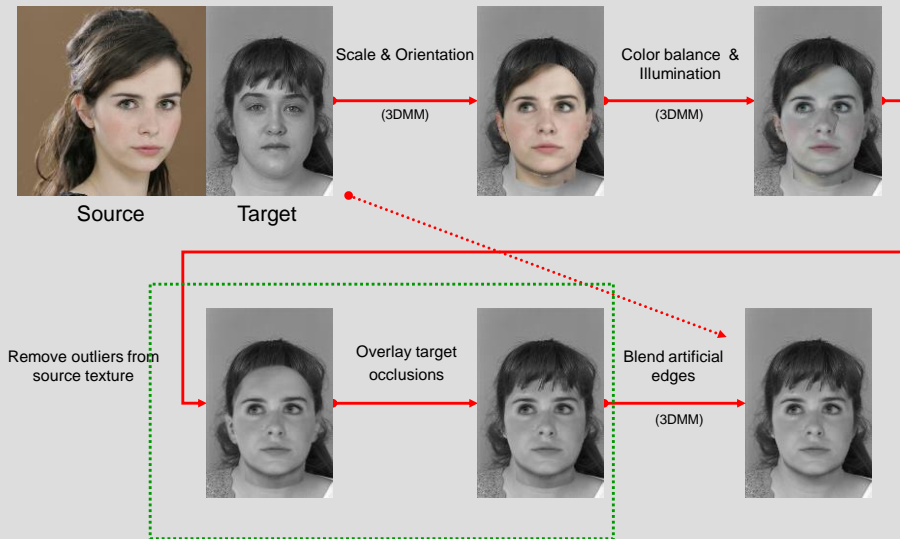 Scale & Orientation
(3DMM)
Color balance &
Illumination
(3DMM)
Source
Target
Remove outliers from
source texture
Overlay target
occlusions
Blend artificial
edges
(3DMM)